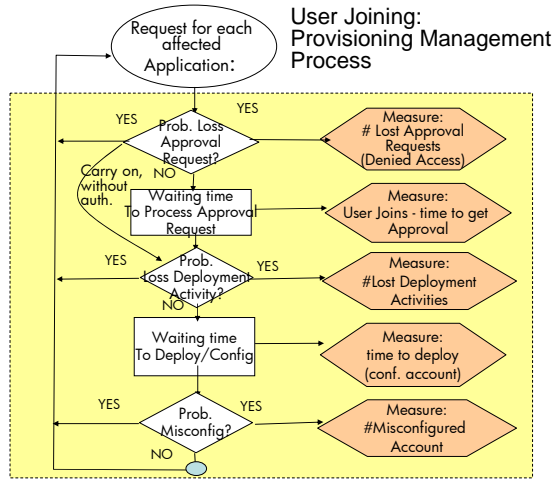 User Joining:
Provisioning Management
Process
Request for each
affected
Application:
YES
YES
Prob. Loss
Approval
Request?
Measure:
# Lost Approval
Requests
(Denied Access)
Carry on,
without
auth.
NO
Waiting time
To Process Approval
Request
Measure:
User Joins - time to get
Approval
YES
Prob.
Loss Deployment
Activity?
YES
Measure:
#Lost Deployment
Activities
NO
Waiting time
To Deploy/Config
Measure:
time to deploy
(conf. account)
YES
Prob.
Misconfig?
YES
Measure:
#Misconfigured
Account
NO